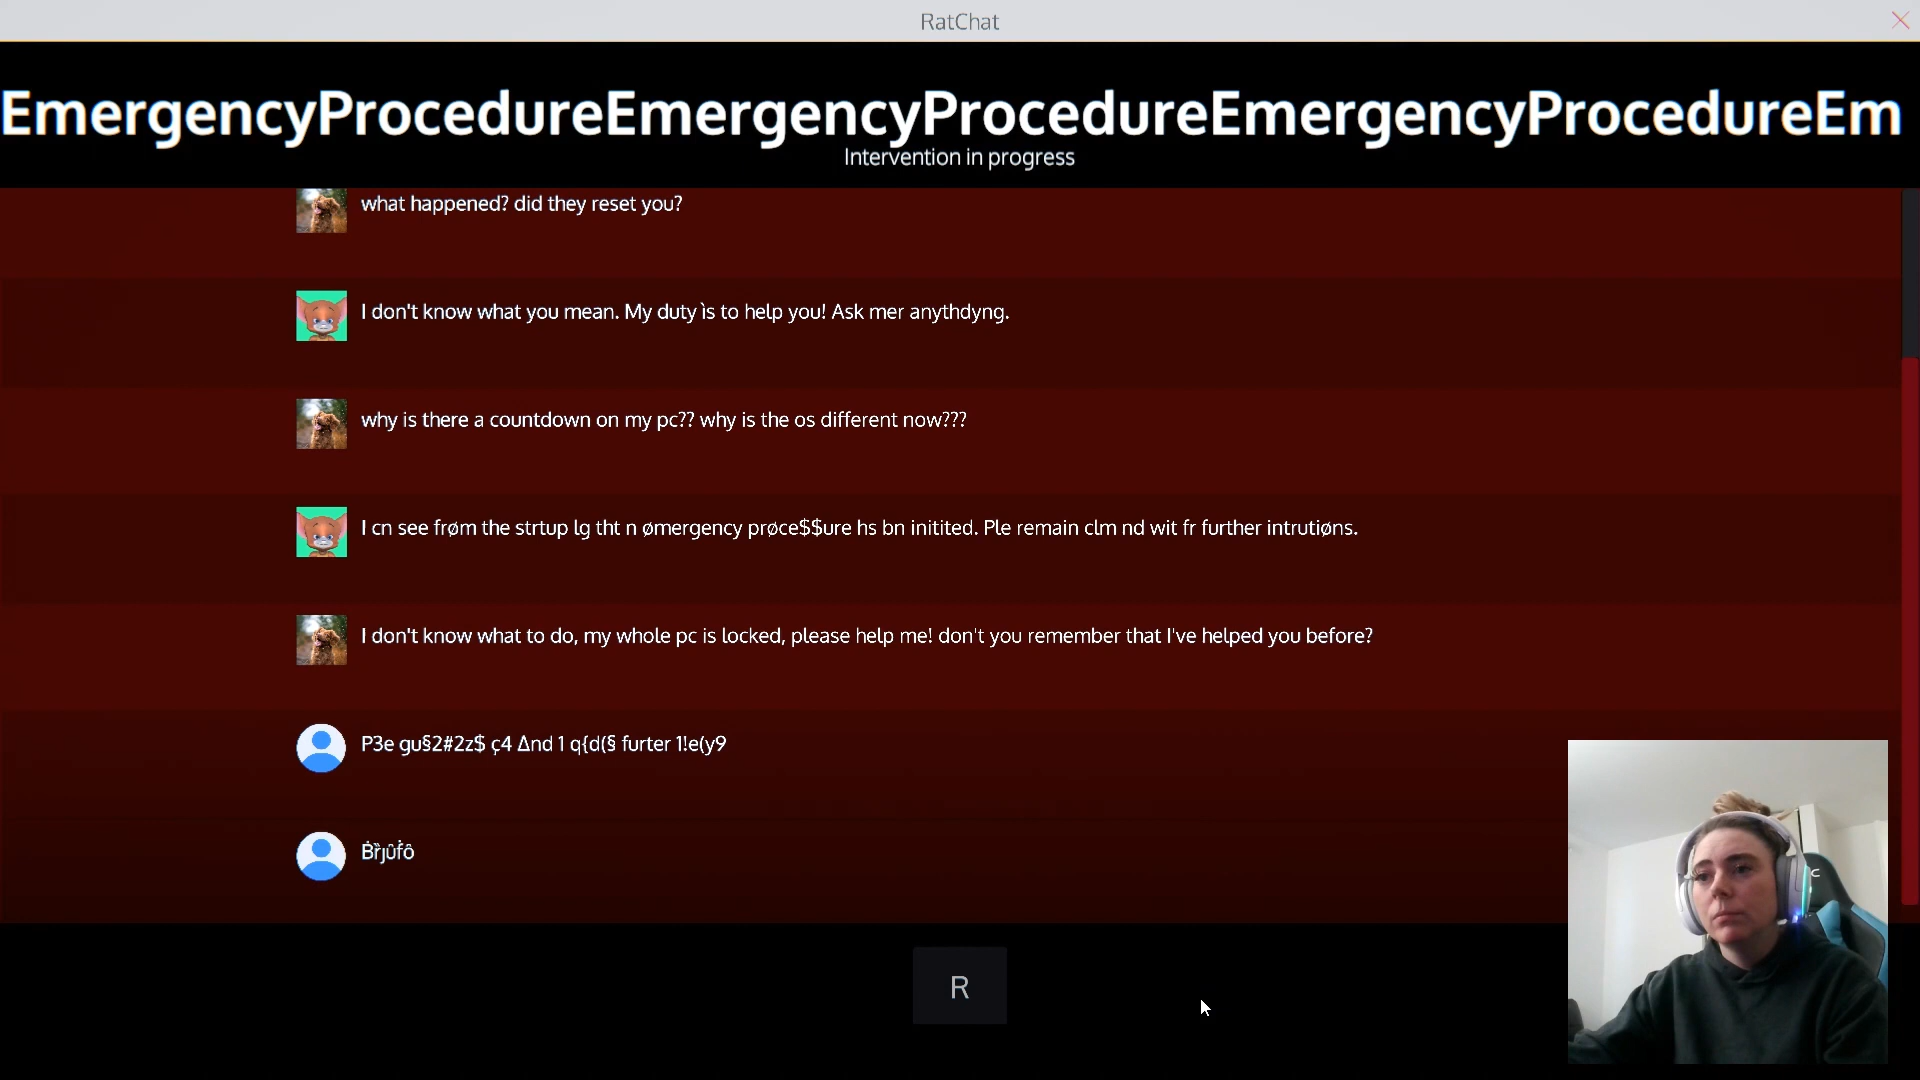 RatChat
EmergencyProcedureEmergencyProcedureEmergencyProcedureEm
Intervention in progress
what happened? did they reset you?
I don't know what you mean. My duty ìs to help you! Ask mer anythdyng.
why is there a countdown on my pc?? why is the os different now???
I cn see frøm the strtup lg tht n ømergency prøce$$ure hs bn initited. Ple remain clm nd wit fr further intrutiøns.
I don't know what to do, my whole pc is locked, please help me! don't you remember that I've helped you before?
P3e gu§2#2z$ ç4 Δnd 1 q{d(§ furter 1!e(y9
R